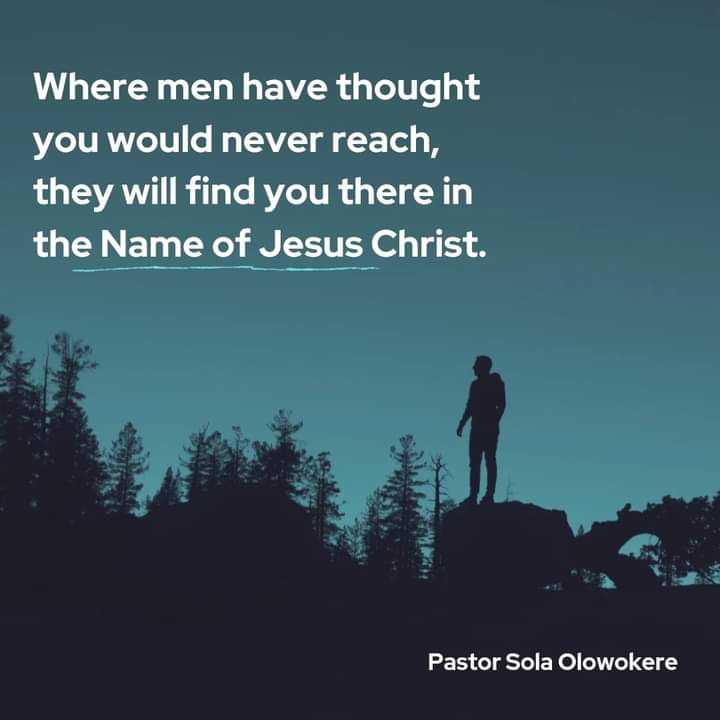 Where men have thought
you would never reach,
they will find you there in
the Name of Jesus Christ.
Pastor Sola Olowokere